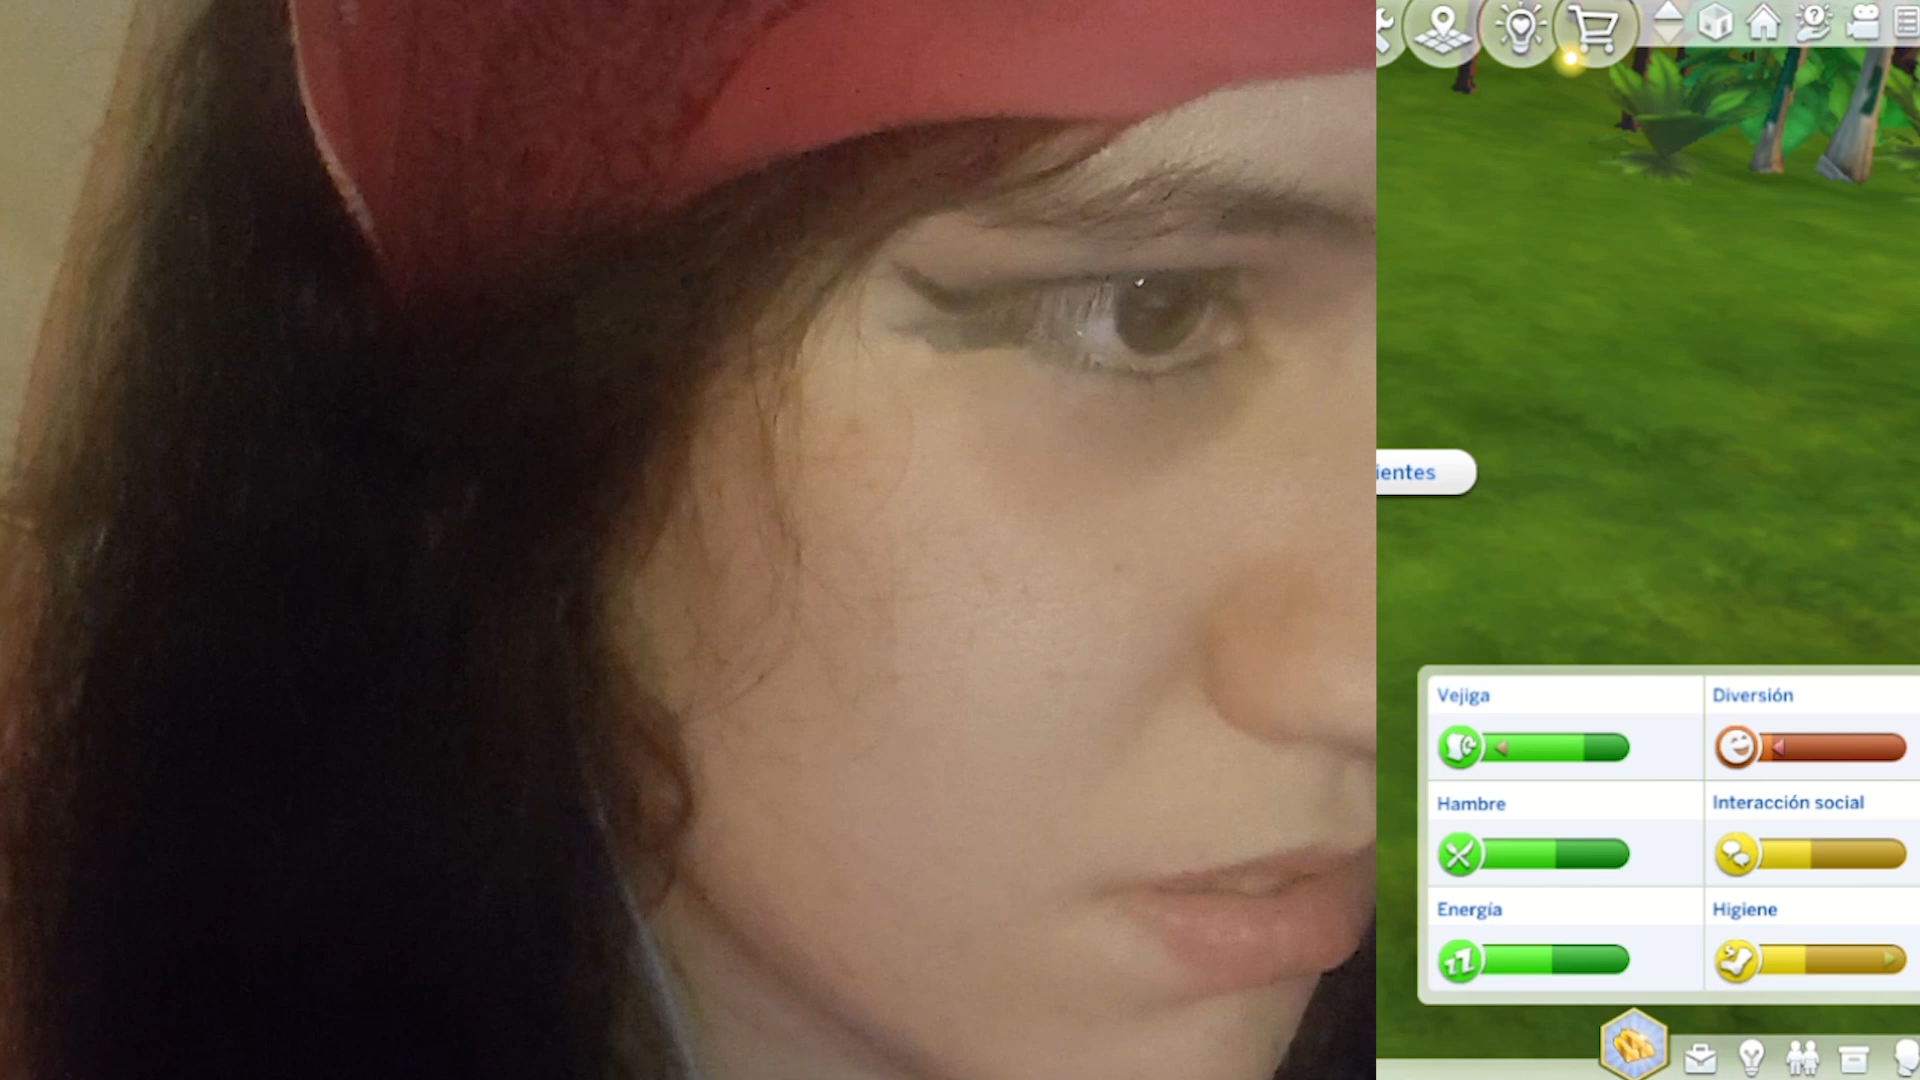 ientes
Vejiga
Diversión
Hambre
Interacción social
Energía
Higiene